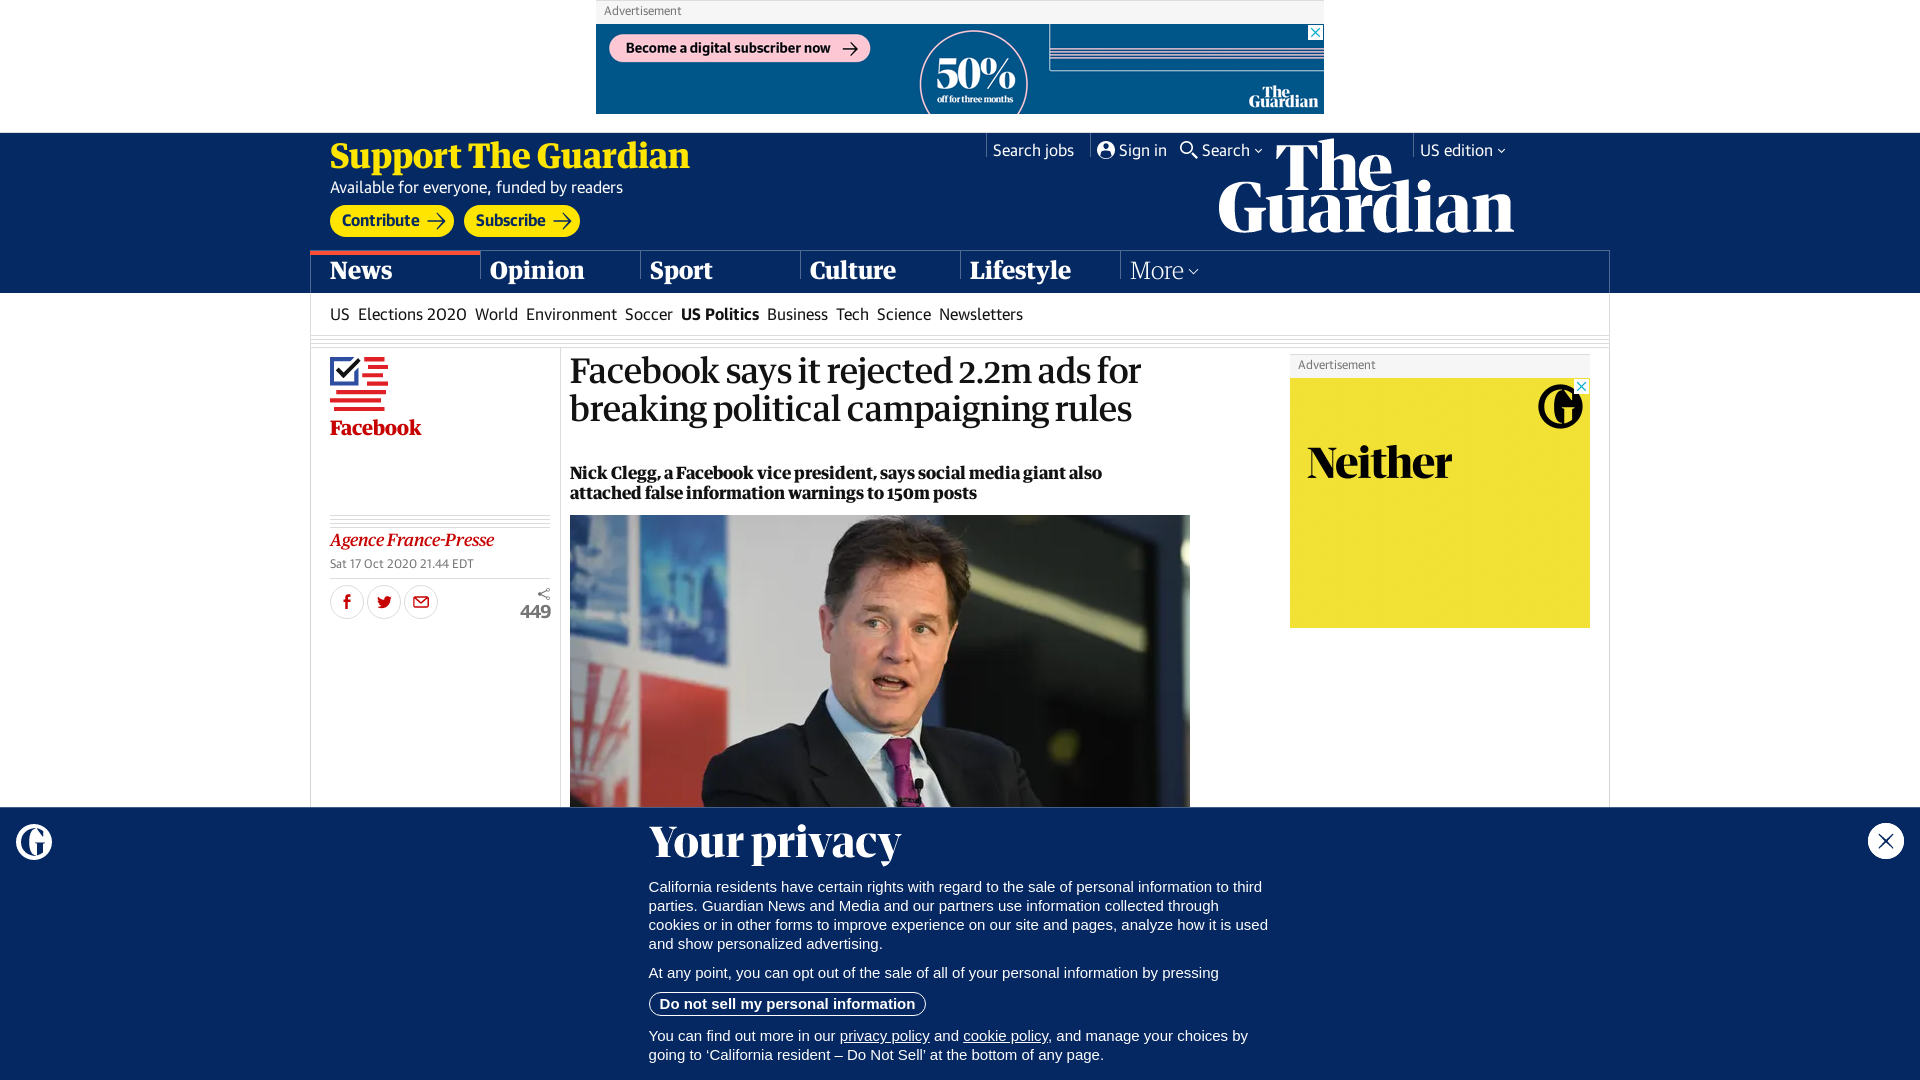 Advertisement
Become a digital subscriber now
50%
off for three months
The
Guardian
Support The Guardian
Available for everyone, funded by readers
Contribute
Subscribe
Search jobs
Sign in
Search
US edition
The
Guardian
News
Opinion
Sport
Culture
Lifestyle
More
US Elections 2020 World Environment Soccer US Politics Business Tech Science Newsletters
Facebook
Facebook says it rejected 2.2m ads for
breaking political campaigning rules
Nick Clegg, a Facebook vice president, says social media giant also
attached false information warnings to 150m posts
Agence France-Presse
Sat 17 Oct 2020 21.44 EDT
449
Advertisement
G
Neither
G
Your privacy
California residents have certain rights with regard to the sale of personal information to third
parties. Guardian News and Media and our partners use information collected through
cookies or in other forms to improve experience on our site and pages, analyze how it is used
and show personalized advertising.
At any point, you can opt out of the sale of all of your personal information by pressing
Do not sell my personal information
You can find out more in our privacy policy and cookie policy, and manage your choices by
going to ‘California resident – Do Not Sell’ at the bottom of any page.